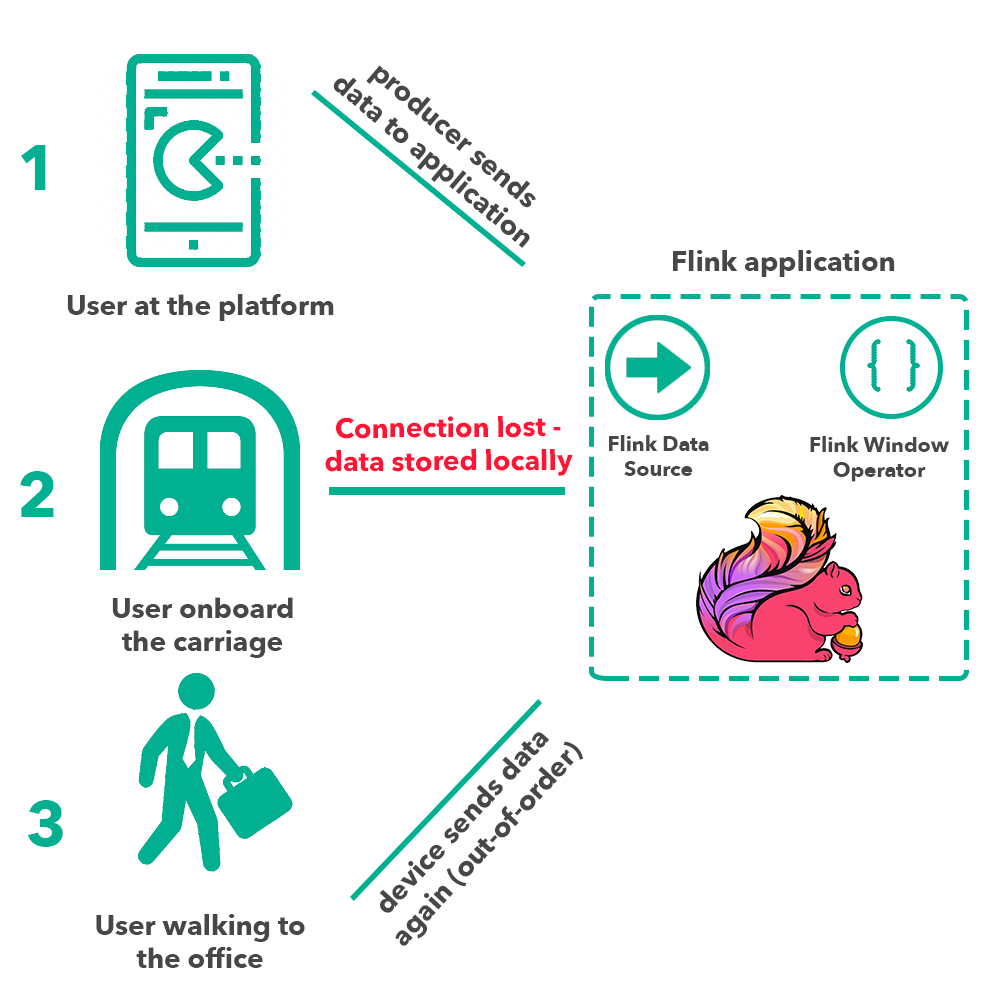 1
producer sends
data to application
User at the platform
Flink application
Flink Data
Source
Flink Window
Operator
2
Connection lost -
data stored locally
User onboard
the carriage
3
device sends data
again (out-of-order)
User walking to
the office